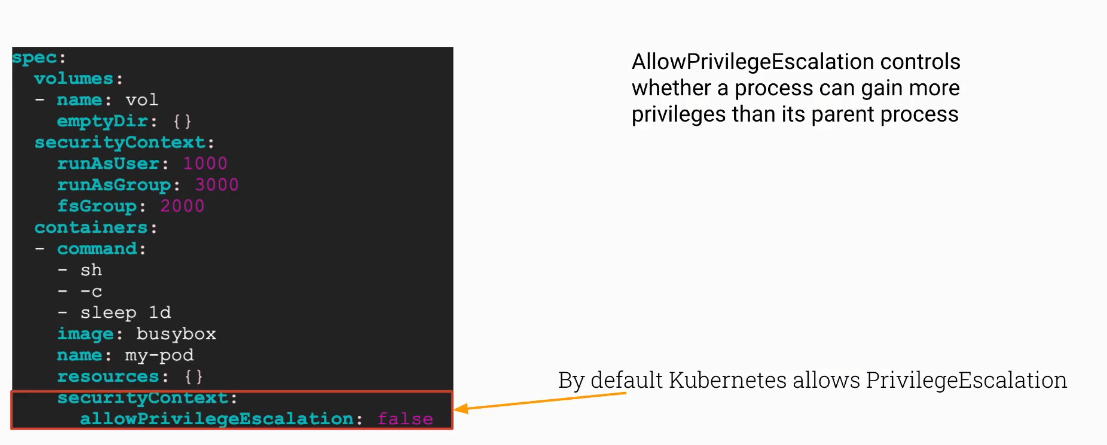 spec:
  volumes:
  - name: vol
    emptyDir: {}
  securityContext:
    runAsUser: 1000
    runAsGroup: 3000
    fsGroup: 2000
  containers:
  - command:
    - sh
    - -c
    - sleep 1d
    image: busybox
    name: my-pod
    resources: {}
    securityContext:
      allowPrivilegeEscalation: false
AllowPrivilegeEscalation controls
whether a process can gain more
privileges than its parent process
By default Kubernetes allows PrivilegeEscalation